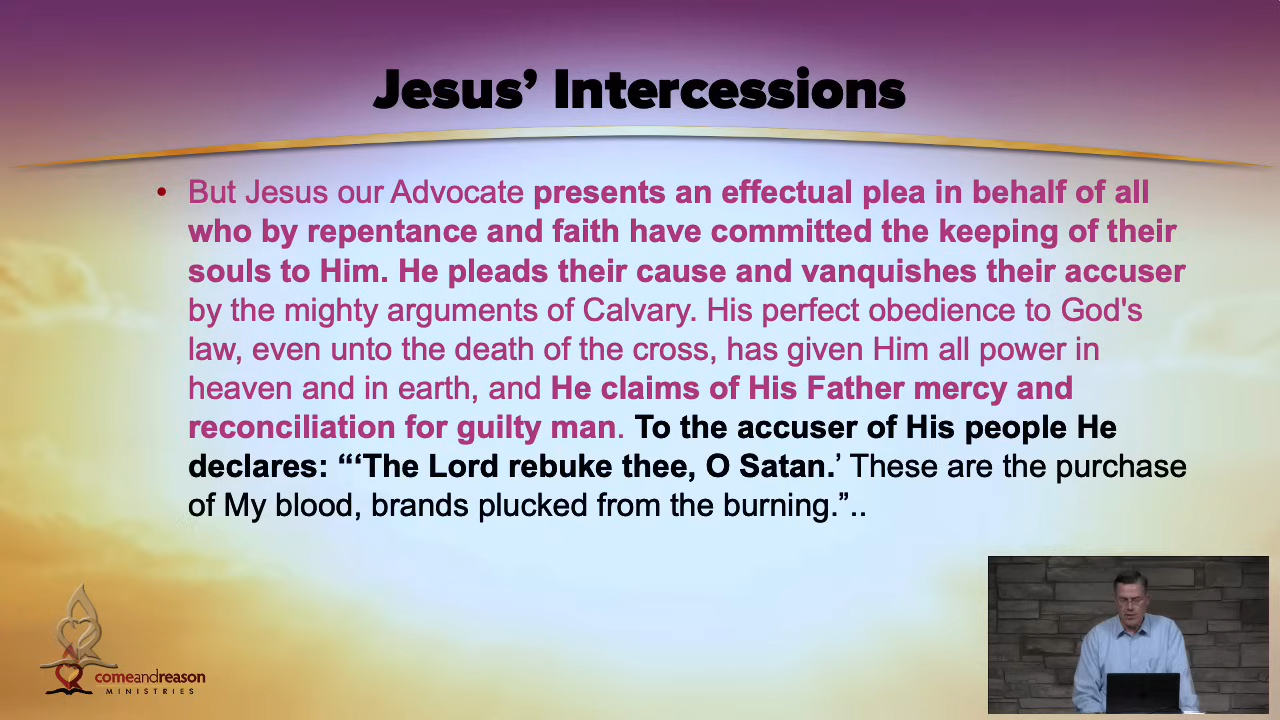 Jesus’ Intercessions
• But Jesus our Advocate presents an effectual plea in behalf of all
who by repentance and faith have committed the keeping of their
souls to Him. He pleads their cause and vanquishes their accuser
by the mighty arguments of Calvary. His perfect obedience to God's
law, even unto the death of the cross, has given Him all power in
heaven and in earth, and He claims of His Father mercy and
reconciliation for guilty man. To the accuser of His people He
declares: “‘The Lord rebuke thee, O Satan.’ These are the purchase
of My blood, brands plucked from the burning.”..
comeandreason
MINISTRIES